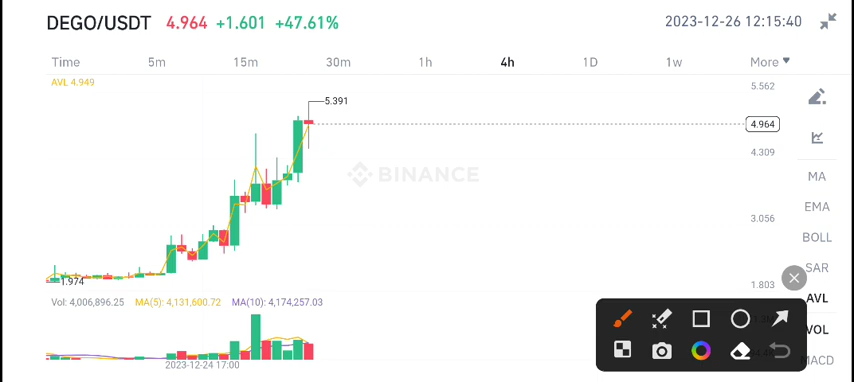 DEGO/USDT 4.964 +1.601 +47.61% 2023-12-26 12:15:40
Time 5m 15m 30m 1h 4h 1D 1w More
AVL 4.949
5.562
5.391
4.964
4.309
BINANCE
MA
EMA
3.056
BOLL
SAR
1.974
1.803
AVL
Vol: 4,006,896.25 MA(5): 4,131,600.72 MA(10): 4,174,257.03
VOL
MACD
2023-12-24 17:00